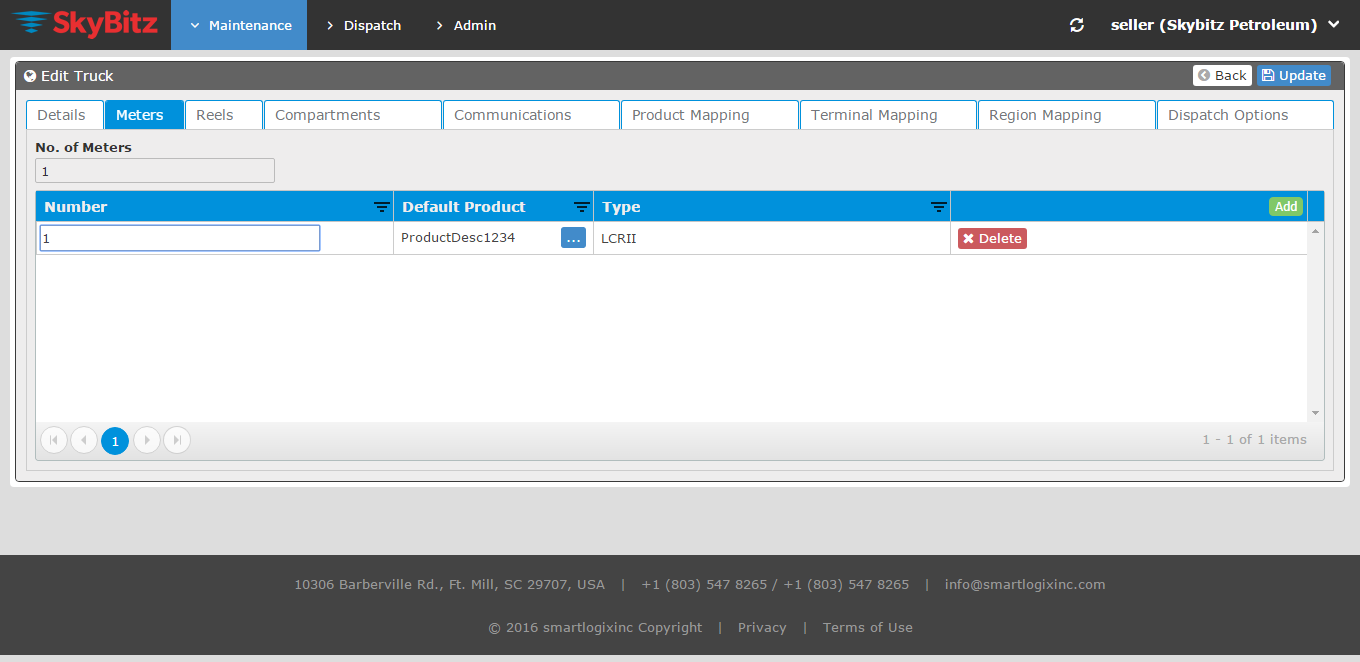 SkyBitz Maintenance Dispatch Admin seller (Skybitz Petroleum)
Edit Truck Back Update
Details Meters Reels Compartments Communications Product Mapping Terminal Mapping Region Mapping Dispatch Options
No. of Meters
1
Number Default Product Type Add
1 ProductDesc1234 ... LCRII Delete
1 1 - 1 of 1 items
10306 Barberville Rd., Ft. Mill, SC 29707, USA | +1 (803) 547 8265 / +1 (803) 547 8265 | info@smartlogixinc.com
© 2016 smartlogixinc Copyright | Privacy | Terms of Use